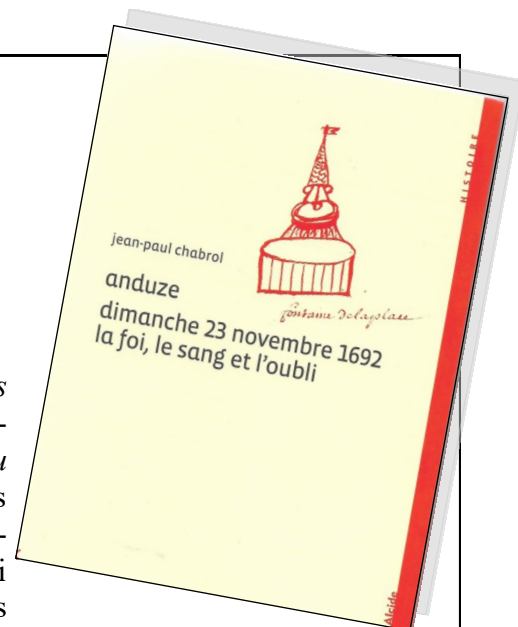 HISTOIRE
jean-paul chabrol
anduze
dimanche 23 novembre 1692
la foi, le sang et l'oubli
fontaine delaplace
Alcide
s
-
u
s
-
i
s